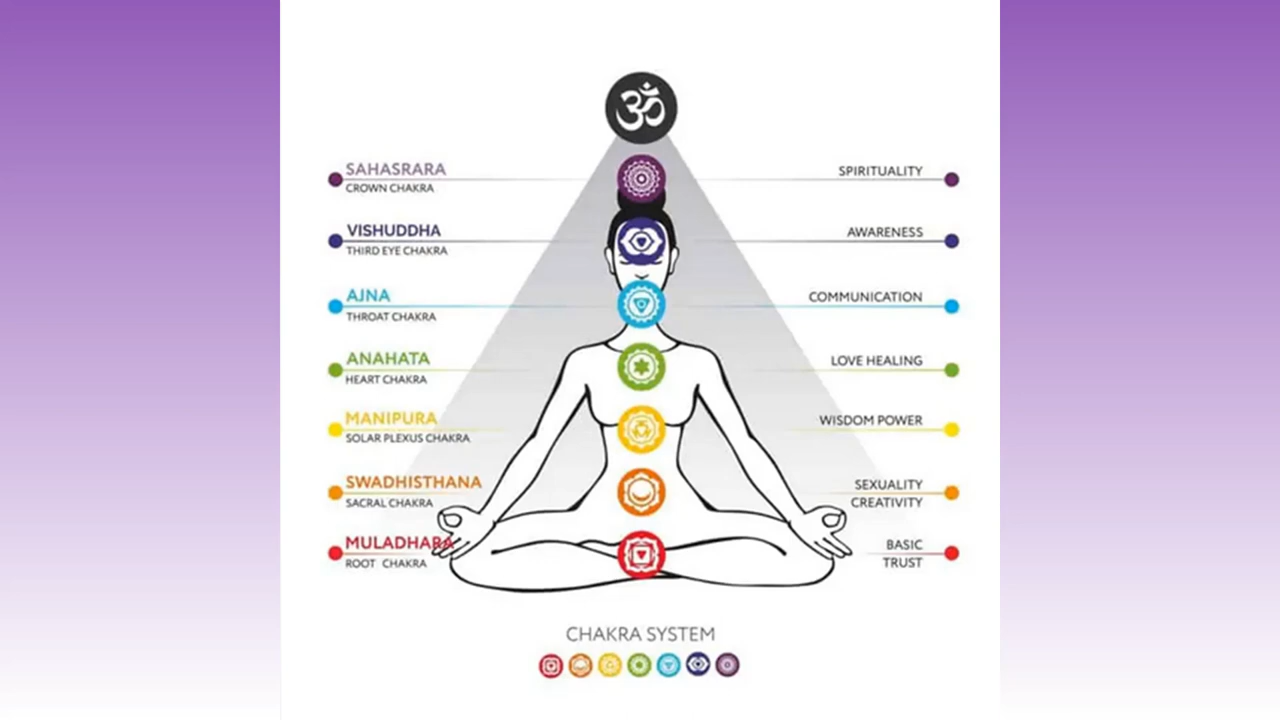 ॐ
SAHASRARA
CROWN CHAKRA
SPIRITUALITY
VISHUDDHA
THIRD EYE CHAKRA
AWARENESS
AJNA
THROAT CHAKRA
COMMUNICATION
ANAHATA
HEART CHAKRA
LOVE HEALING
MANIPURA
SOLAR PLEXUS CHAKRA
WISDOM POWER
SWADHISTHANA
SACRAL CHAKRA
SEXUALITY
CREATIVITY
MULADHARA
ROOT CHAKRA
BASIC
TRUST
CHAKRA SYSTEM